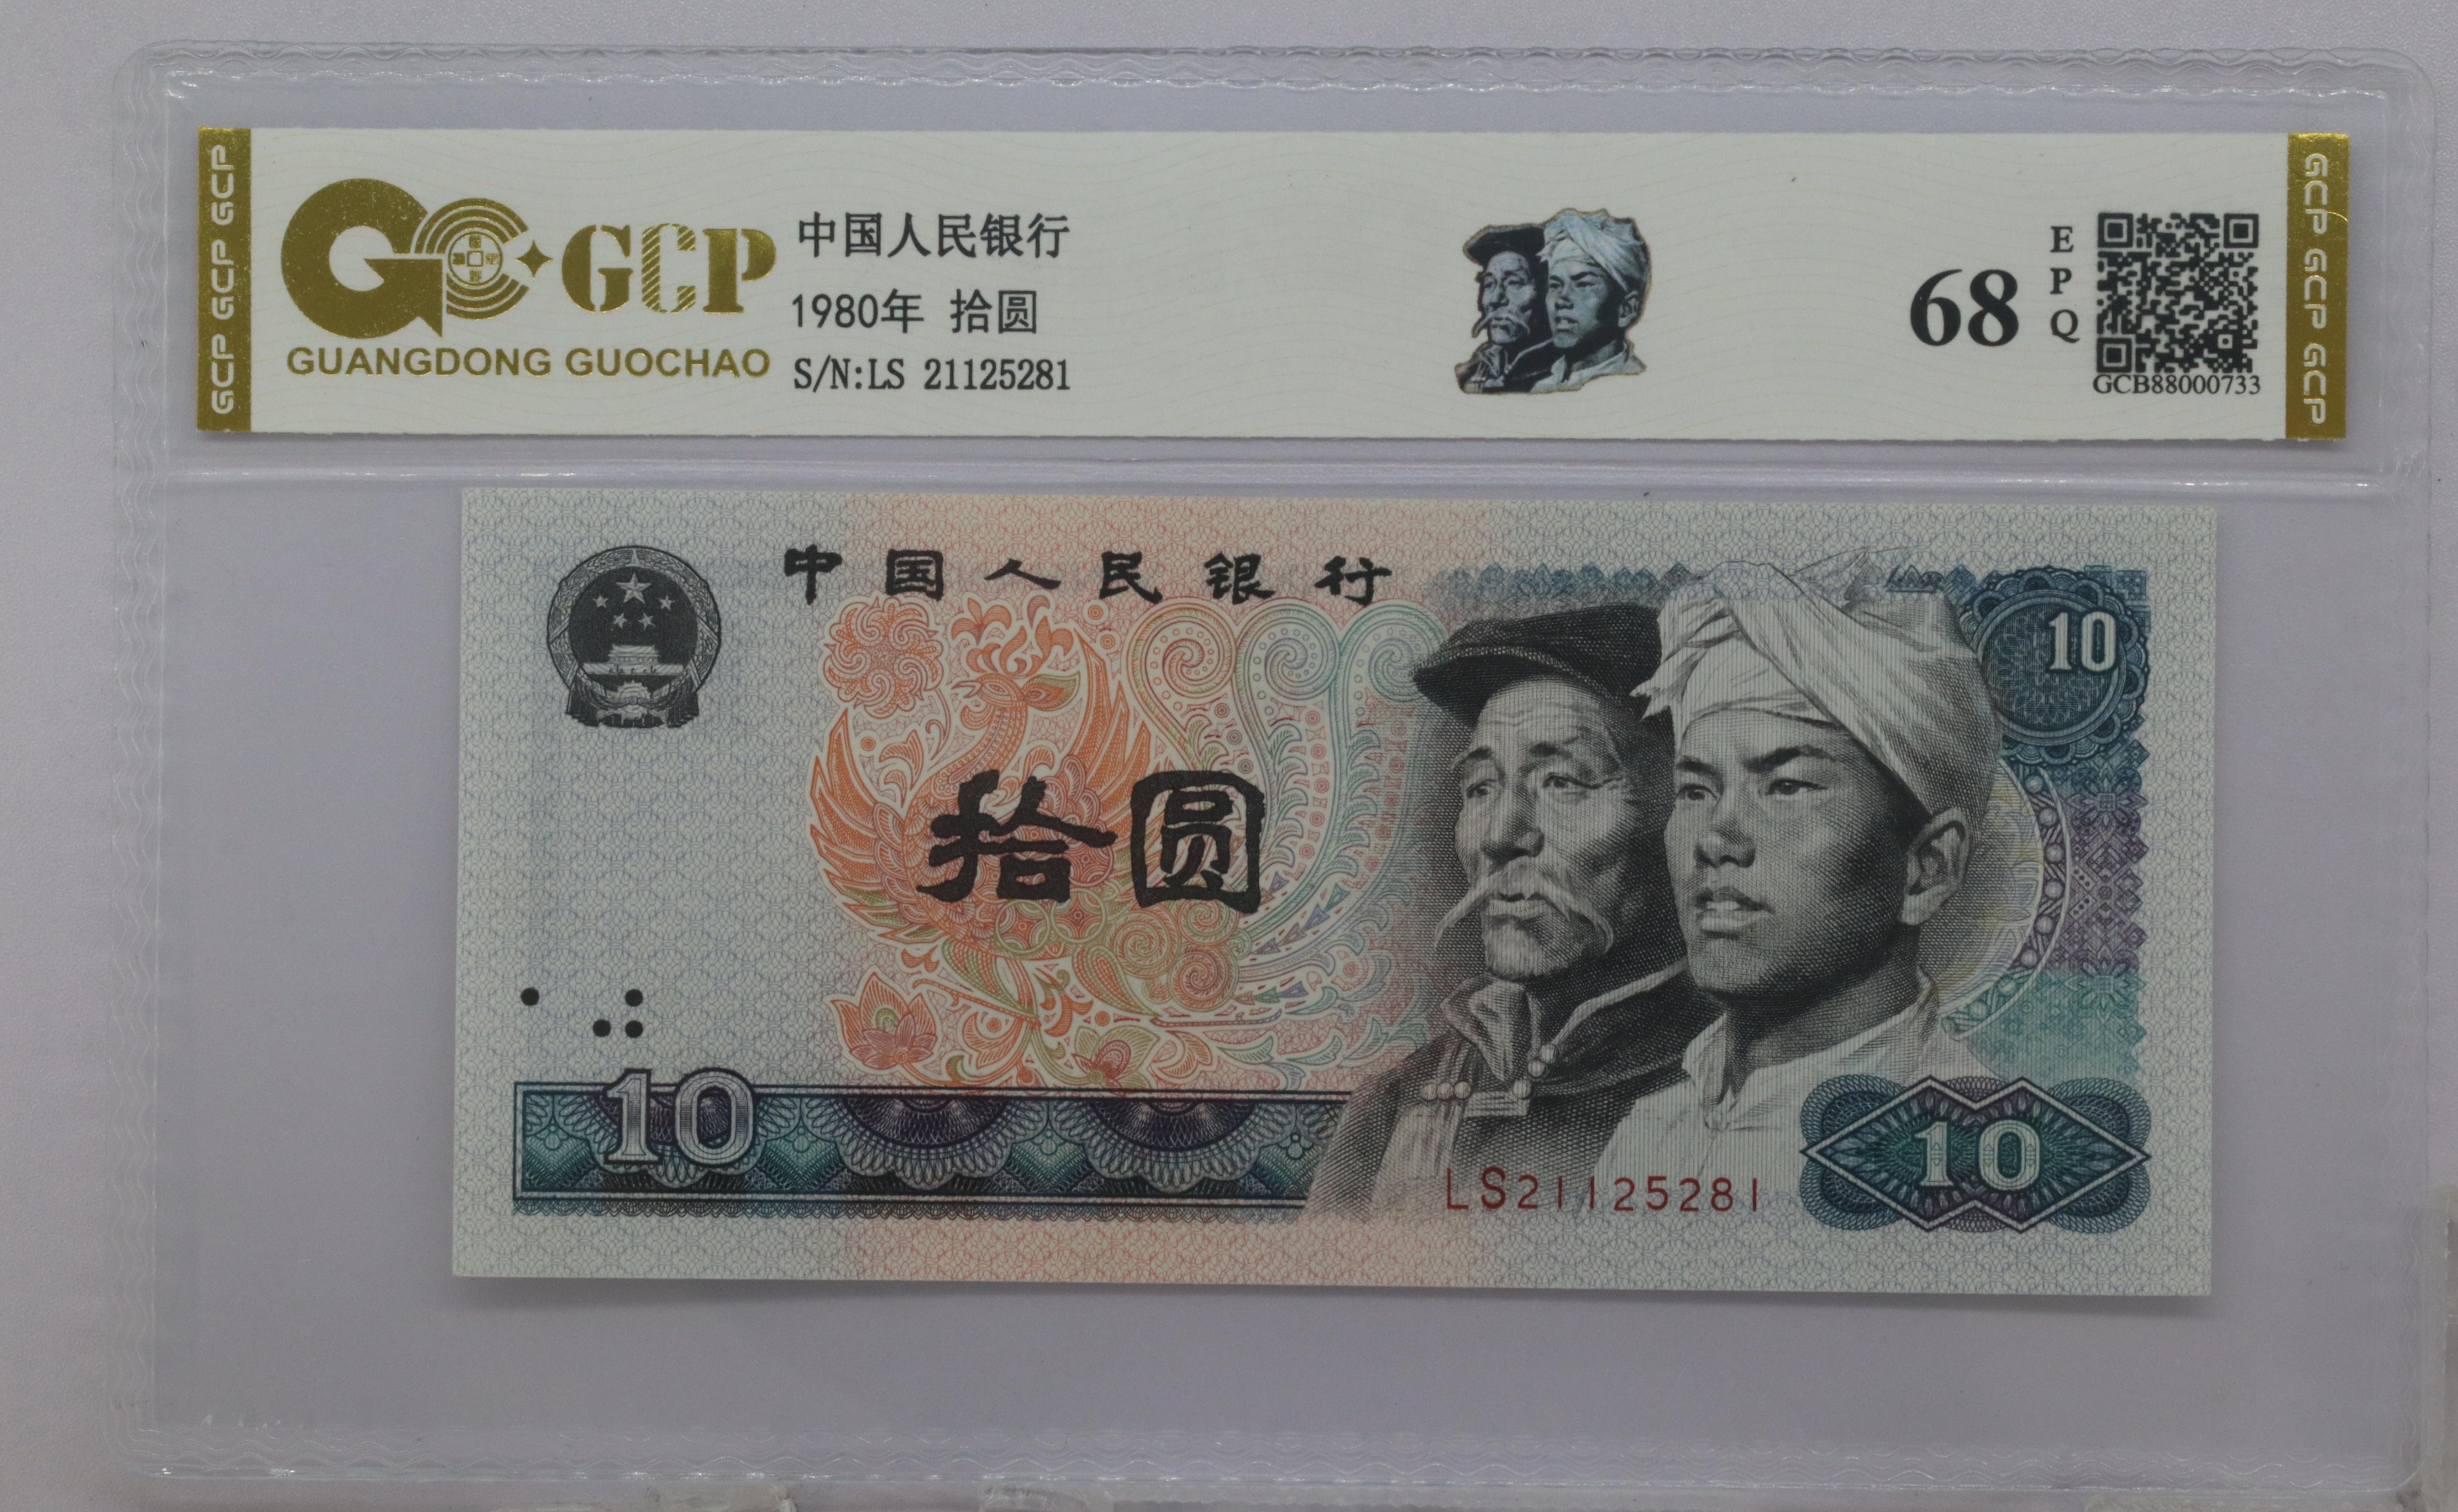 GCP GCP GCP
GCP
GUANGDONG GUOCHAO
中国人民银行
1980年 拾圆
S/N:LS 21125281
68
EPQ
GCB88000733
GCP GCP GCP
中国人民银行
10
拾圆
10
LS21125281
10